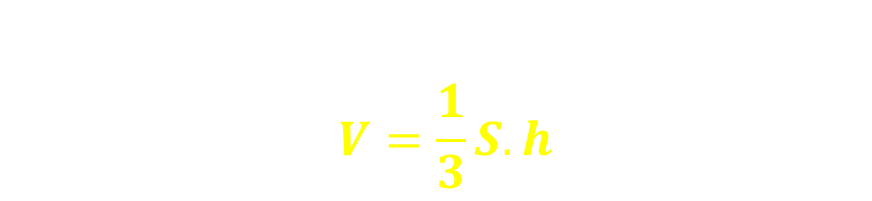 V = 1/3 S.h